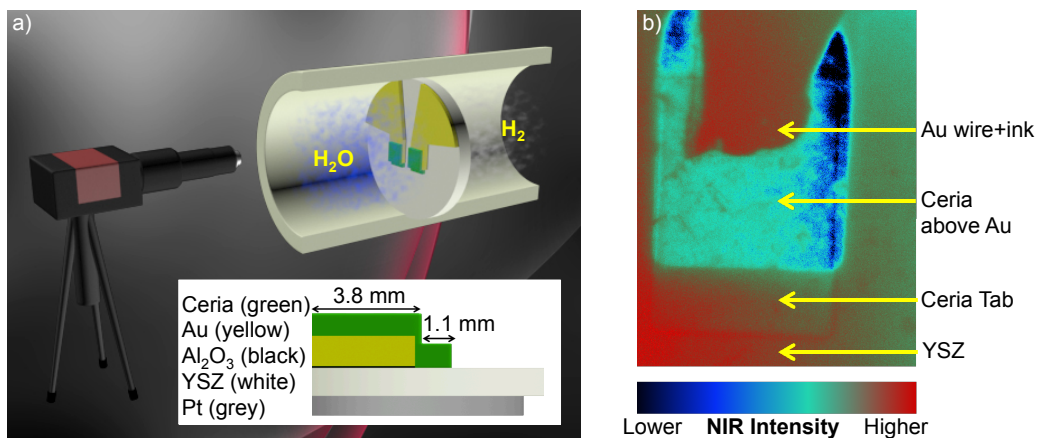 a)
H₂O
H₂
Ceria (green)
Au (yellow)
Al₂O₃ (black)
YSZ (white)
Pt (grey)
3.8 mm
1.1 mm
b)
Au wire+ink
Ceria
above Au
Ceria Tab
YSZ
Lower NIR Intensity Higher